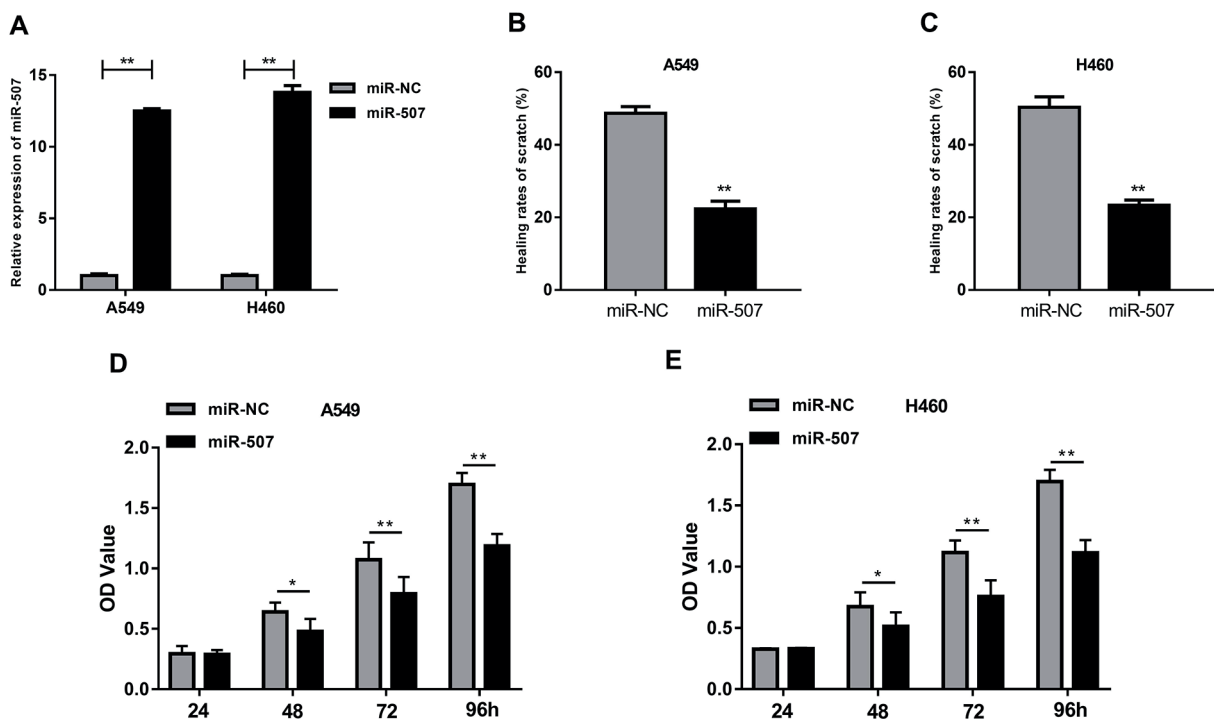 A
** **
15
10
5
0
Relative expression of miR-507
A549 H460
miR-NC
miR-507
B
A549
60
40
20
0
Healing rates of scratch (%)
**
miR-NC miR-507
C
H460
60
40
20
0
Healing rates of scratch (%)
**
miR-NC miR-507
D
miR-NC
miR-507
A549
2.0
1.5
1.0
0.5
0.0
OD Value
* ** **
24 48 72 96h
E
miR-NC
miR-507
H460
2.0
1.5
1.0
0.5
0.0
OD Value
* ** **
24 48 72 96h